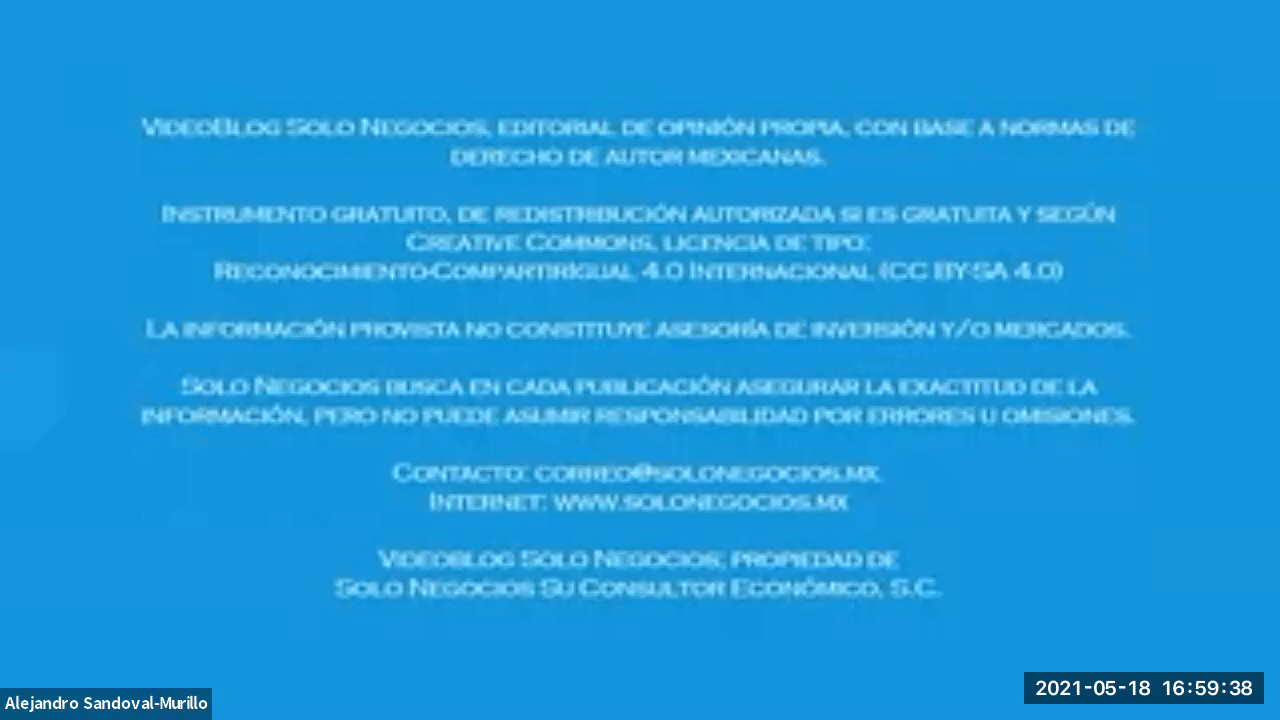 VideoBlog Solo Negocios, editorial de opinión propia, con base a normas de
derecho de autor mexicanas.
Instrumento gratuito, de redistribución autorizada si es gratuita y según
Creative Commons, licencia de tipo:
Reconocimiento-CompartirIgual 4.0 Internacional (CC BY-SA 4.0)
La información provista no constituye asesoría de inversión y/o mercados.
Solo Negocios busca en cada publicación asegurar la exactitud de la
información, pero no puede asumir responsabilidad por errores u omisiones.
Contacto: correo@solonegocios.mx
Internet: www.solonegocios.mx
Videoblog Solo Negocios; propiedad de
Solo Negocios Su Consultor Económico, S.C.
Alejandro Sandoval-Murillo
2021-05-18 16:59:38